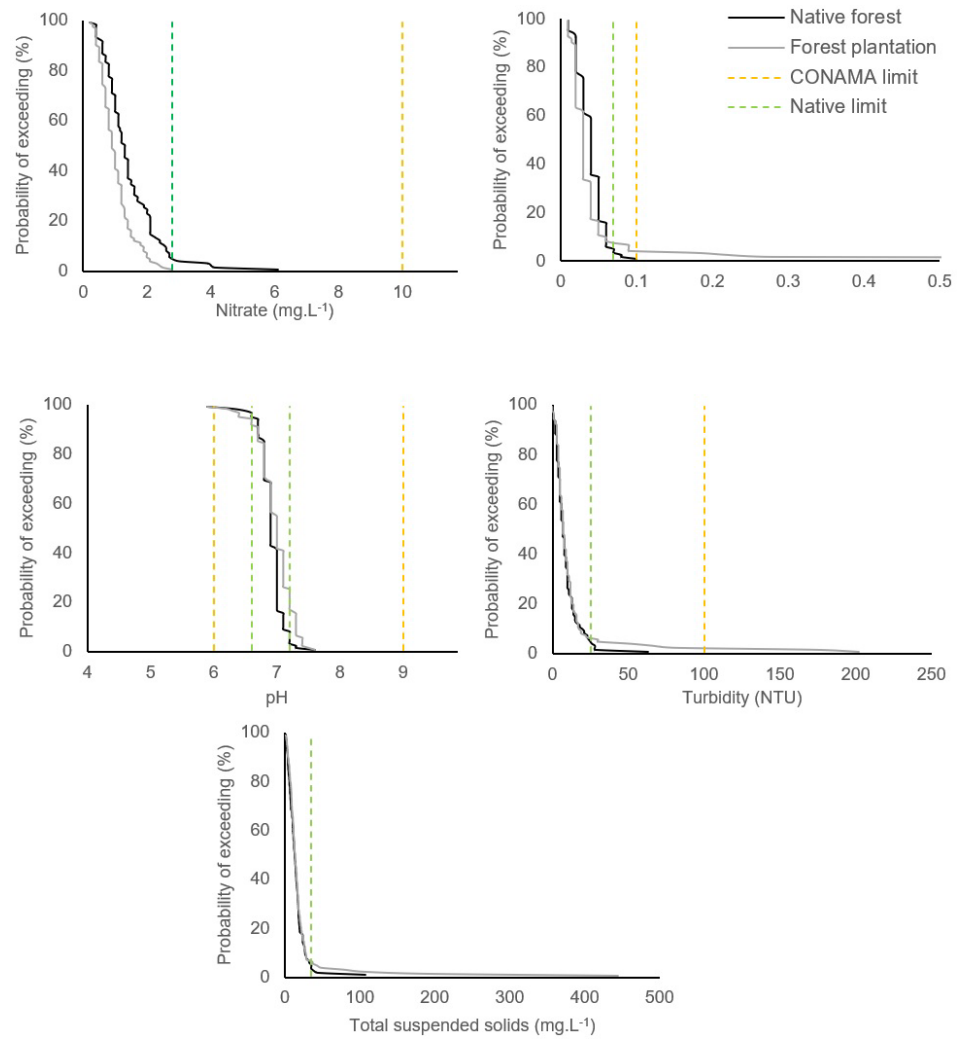 Probability of exceeding (%)
100
80
60
40
20
0
0 2 4 6 8 10
Nitrate (mg.L-1)
Probability of exceeding (%)
100
80
60
40
20
0
0 0.1 0.2 0.3 0.4 0.5
Native forest
Forest plantation
CONAMA limit
Native limit
Probability of exceeding (%)
100
80
60
40
20
0
4 5 6 7 8 9
pH
Probability of exceeding (%)
100
80
60
40
20
0
0 50 100 150 200 250
Turbidity (NTU)
Probability of exceeding (%)
100
80
60
40
20
0
0 100 200 300 400 500
Total suspended solids (mg.L-1)